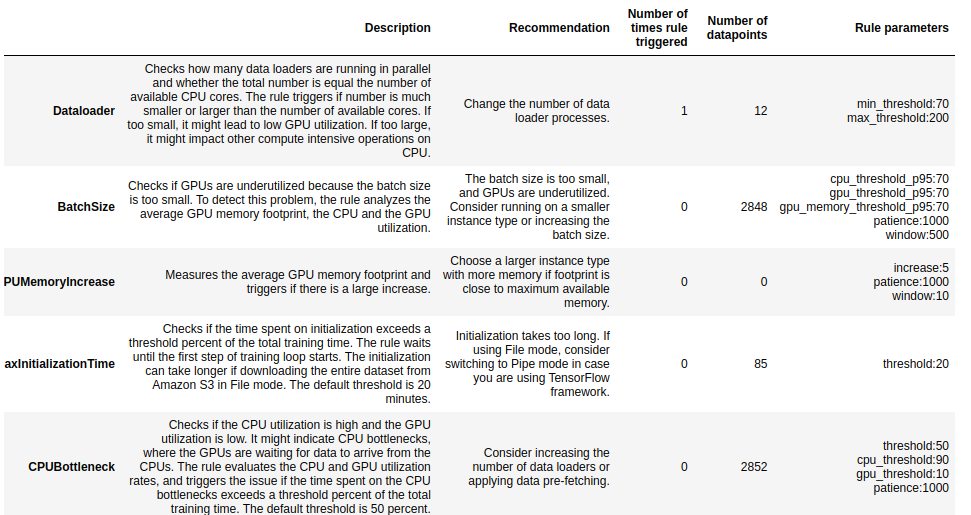 Description
Recommendation
Number of
times rule
triggered
Number of
datapoints
Rule parameters
Dataloader
Checks how many data loaders are running in parallel
and whether the total number is equal the number of
available CPU cores. The rule triggers if number is much
smaller or larger than the number of available cores. If
too small, it might lead to low GPU utilization. If too large,
it might impact other compute intensive operations on
CPU.
Change the number of data
loader processes.
1
12
min_threshold:70
max_threshold:200
BatchSize
Checks if GPUs are underutilized because the batch size
is too small. To detect this problem, the rule analyzes the
average GPU memory footprint, the CPU and the GPU
utilization.
The batch size is too small,
and GPUs are underutilized.
Consider running on a smaller
instance type or increasing the
batch size.
0
2848
cpu_threshold_p95:70
gpu_threshold_p95:70
gpu_memory_threshold_p95:70
patience:1000
window:500
PUMemoryIncrease
Measures the average GPU memory footprint and
triggers if there is a large increase.
Choose a larger instance type
with more memory if footprint is
close to maximum available
memory.
0
0
increase:5
patience:1000
window:10
axInitializationTime
Checks if the time spent on initialization exceeds a
threshold percent of the total training time. The rule waits
until the first step of training loop starts. The initialization
can take longer if downloading the entire dataset from
Amazon S3 in File mode. The default threshold is 20
minutes.
Initialization takes too long. If
using File mode, consider
switching to Pipe mode in case
you are using TensorFlow
framework.
0
85
threshold:20
CPUBottleneck
Checks if the CPU utilization is high and the GPU
utilization is low. It might indicate CPU bottlenecks,
where the GPUs are waiting for data to arrive from the
CPUs. The rule evaluates the CPU and GPU utilization
rates, and triggers the issue if the time spent on the CPU
bottlenecks exceeds a threshold percent of the total
training time. The default threshold is 50 percent.
Consider increasing the
number of data loaders or
applying data pre-fetching.
0
2852
threshold:50
cpu_threshold:90
gpu_threshold:10
patience:1000